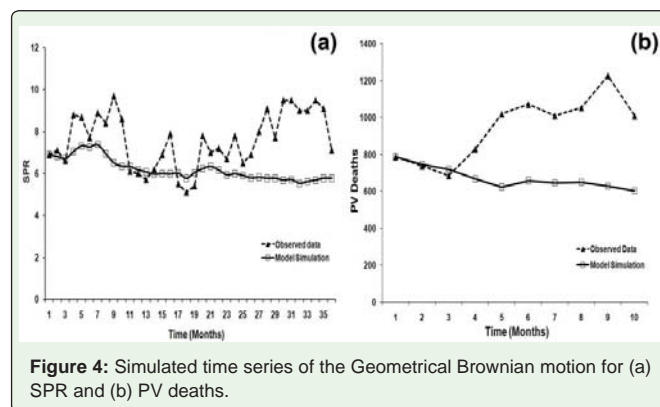 (a)
12
10
8
6
4
2
0
SPR
Observed data
Model Simulation
1 3 5 7 9 11 13 15 17 19 21 23 25 27 29 31 33 35
Time (Months)
(b)
1400
1200
1000
800
600
400
200
0
PV Deaths
Observed Data
Model Simulation
1 2 3 4 5 6 7 8 9 10
Time (Months)
Figure 4: Simulated time series of the Geometrical Brownian motion for (a)
SPR and (b) PV deaths.